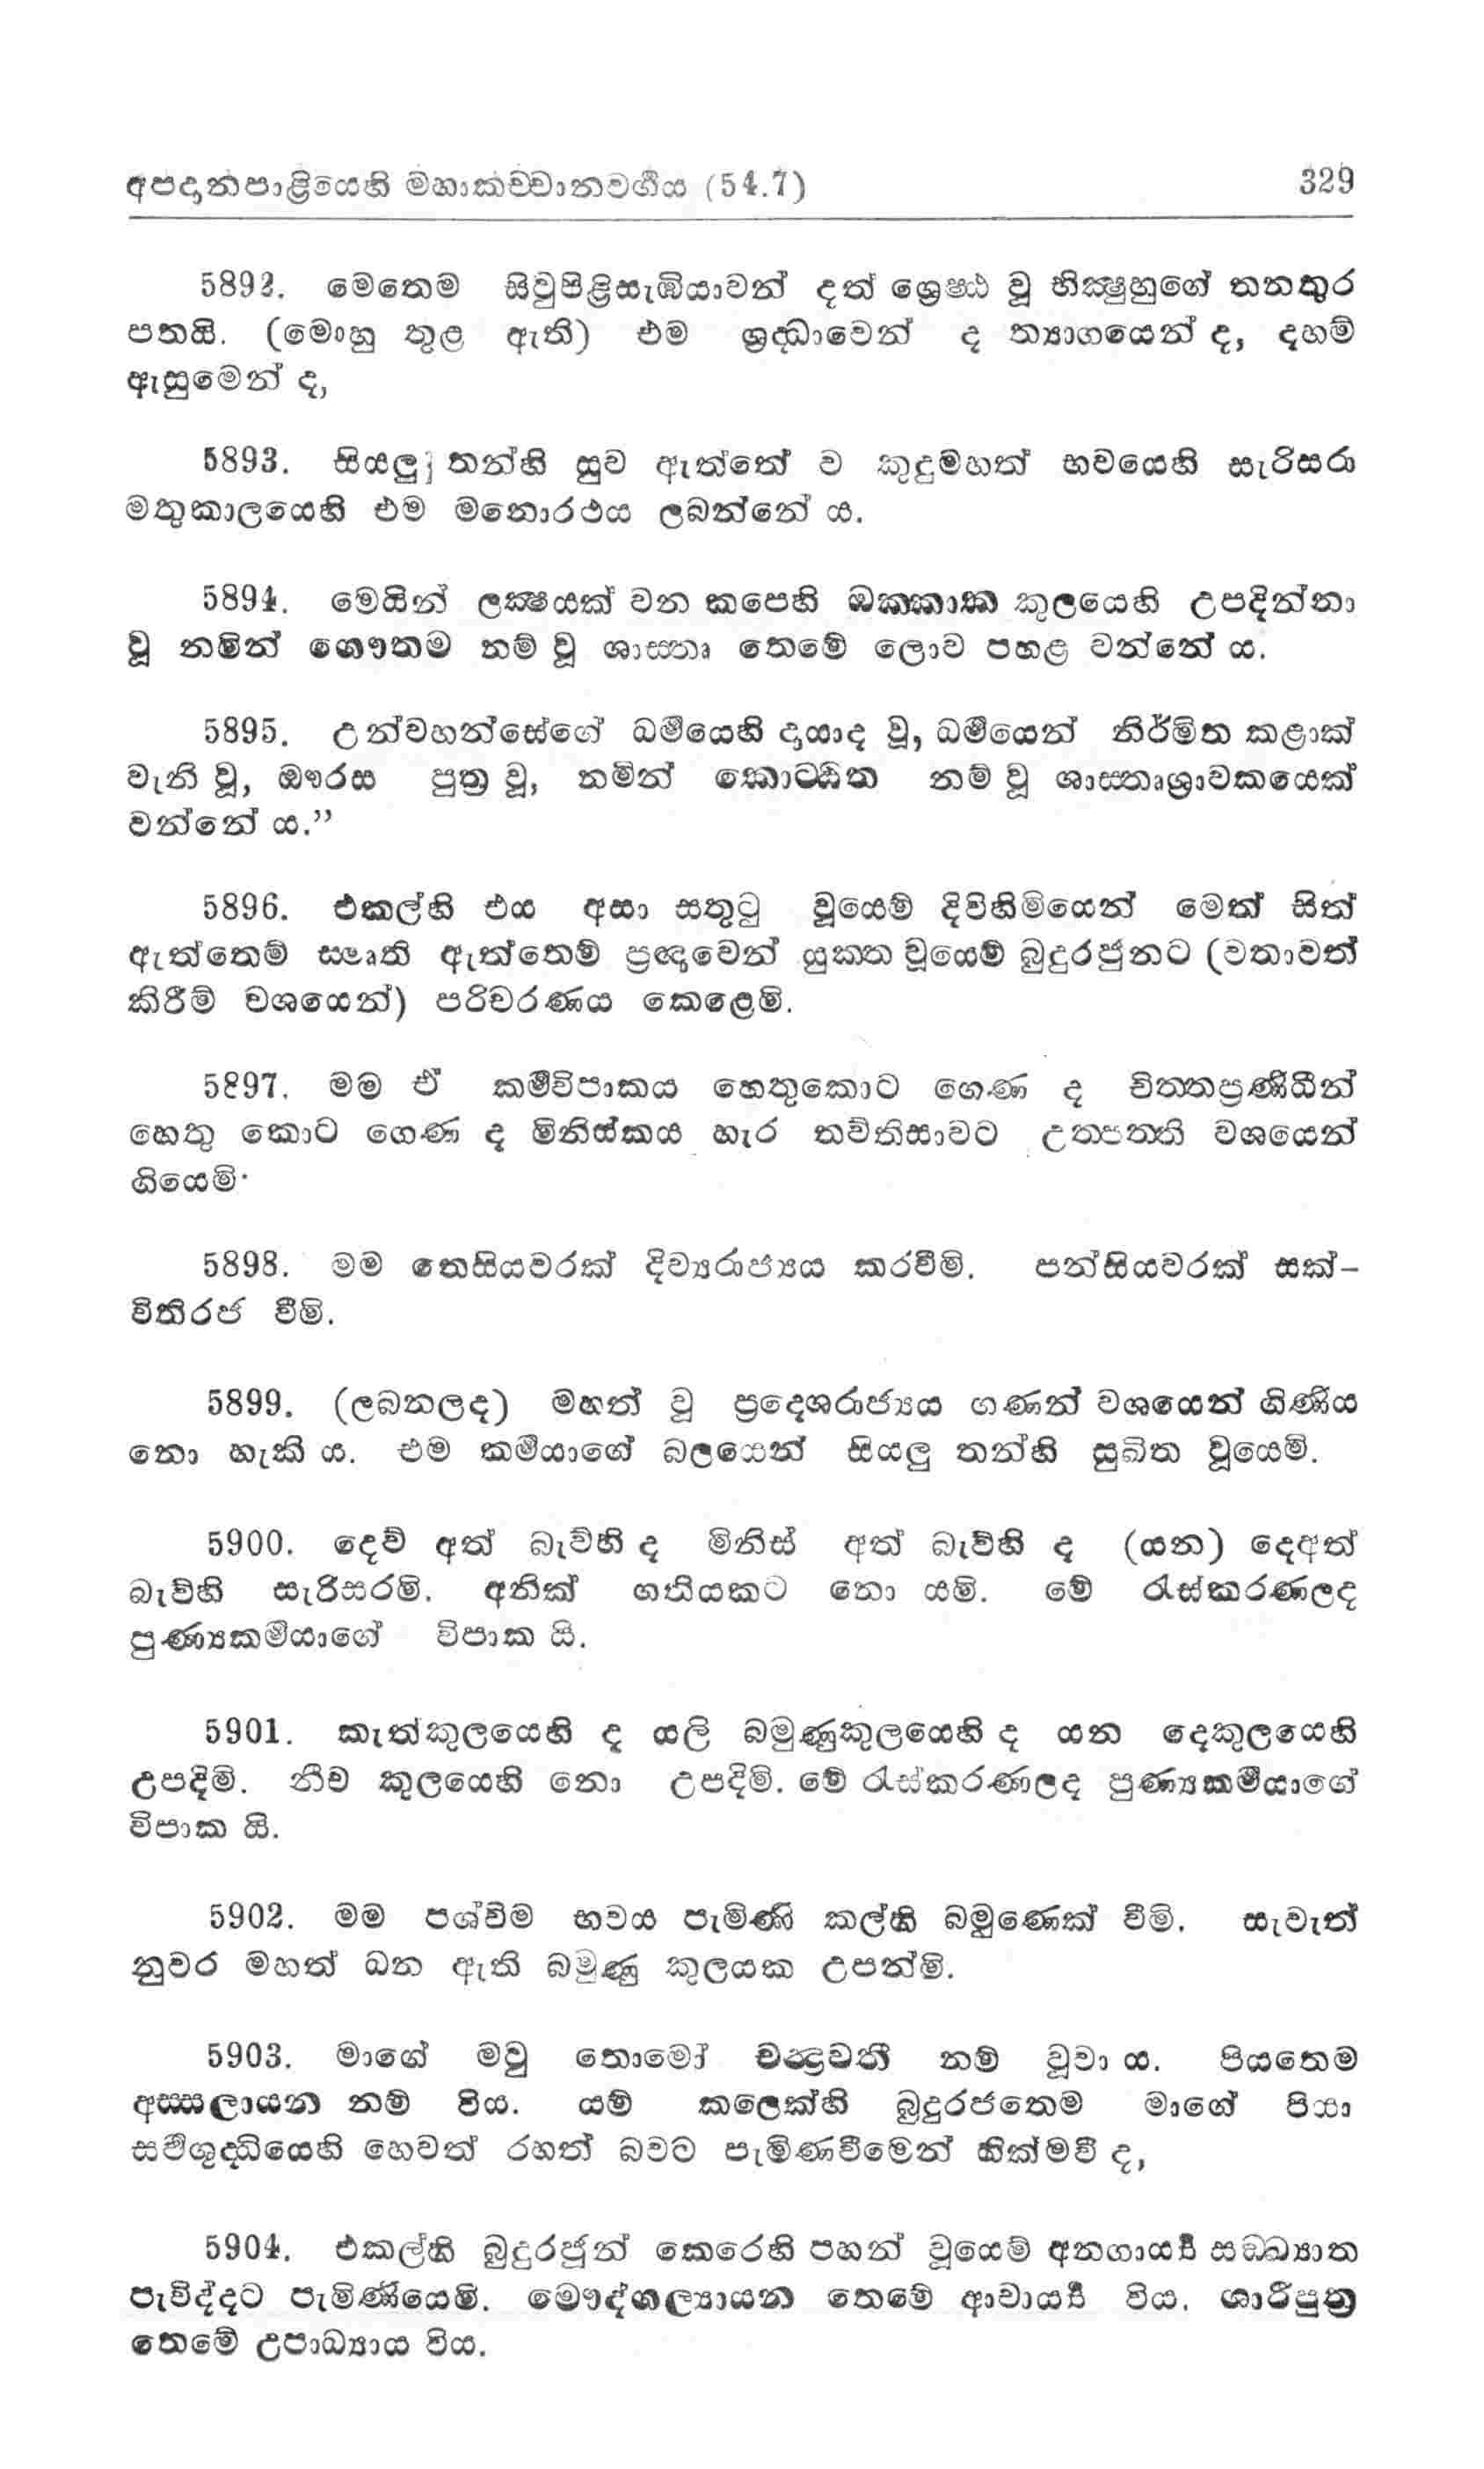 අපදානපාළියෙහි මහාකච්චානවර්‍ගය (54.7) 329
5892. මෙතෙම සිවුපිළිසැඹියාවන් දත් ශ්‍රෙෂ්ඨ වූ භික්‍ෂුහුගේ තනතුර
පතයි. (මොහු තුළ ඇති) එම ශ්‍රද්ධාවෙන් ද ත්‍යාගයෙන් ද, දහම්
ඇසුමෙන් ද,
5893. සියලු තන්හි සුව ඇත්තේ ව කුදුමහත් භවයෙහි සැරිසරා
මතුකාලයෙහි එම මනොරථය ලබන්නේ ය.
5894. මෙයින් ලක්‍ෂයක් වන කපෙහි ඔක්කාක කුලයෙහි උපදින්නා
වූ නමින් ගෞතම නම් වූ ශාස්තෘ තෙමේ ලොව පහළ වන්නේ ය.
5895. උන්වහන්සේගේ ධර්‍මයෙහි දායාද වූ, ධර්‍මයෙන් නිර්මිත කළාක්
වැනි වූ, ඖරස පුත්‍ර වූ, නමින් කොට්ඨිත නම් වූ ශාස්තෘශ්‍රාවකයෙක්
වන්නේ ය.”
5896. එකල්හි එය අසා සතුටු වූයෙම් දිවිහිමියෙන් මෙත් සිත්
ඇත්තෙම් ස්මෘති ඇත්තෙම් ප්‍රඥාවෙන් යුක්ත වූයෙම් බුදුරජුනට (වතාවත්
කිරීම් වශයෙන්) පරිචරණය කෙළෙමි.
5897. මම ඒ කර්‍මවිපාකය හෙතුකොට ගෙණ ද චිත්තප්‍රණිධීන්
හෙතු කොට ගෙණ ද මිනිස්කය හැර තව්තිසාවට උත්පත්ති වශයෙන්
ගියෙමි.
5898. මම තෙසියවරක් දිව්‍යරාජ්‍යය කරවීමි. පන්සියවරක් සක්-
විතිරජ වීමි.
5899. (ලබනලද) මහත් වූ ප්‍රදෙශරාජ්‍යය ගණන් වශයෙන් ගිණිය
නො හැකි ය. එම කර්‍මයාගේ බලයෙන් සියලු තන්හි සුඛිත වූයෙමි.
5900. දෙව් අත් බැව්හි ද මිනිස් අත් බැව්හි ද (යන) දෙඅත්
බැව්හි සැරිසරමි. අනික් ගතියකට නො යමි. මේ රැස්කරණලද
පුණ්‍යකර්‍මයාගේ විපාක යි.
5901. කැත්කුලයෙහි ද යලි බමුණුකුලයෙහි ද යන දෙකුලයෙහි
උපදිමි. නීච කුලයෙහි නො උපදිමි. මේ රැස්කරණලද පුණ්‍යකර්‍මයාගේ
විපාක යි.
5902. මම පශ්චිම භවය පැමිණි කල්හි බමුණෙක් වීමි. සැවැත්
නුවර මහත් ධන ඇති බමුණු කුලයක උපන්මි.
5903. මාගේ මවු තොමෝ චන්ද්‍රවතී නම් වූවා ය. පියතෙම
අස්සලායන නම් විය. යම් කලෙක්හි බුදුරජතෙම මාගේ පියා
සර්‍වශුද්ධියෙහි හෙවත් රහත් බවට පැමිණවීමෙන් හික්මවී ද,
5904. එකල්හි බුදුරජුන් කෙරෙහි පහන් වූයෙම් අනගාර්‍ය්‍ය සඞ්ඛ්‍යාත
පැවිද්දට පැමිණියෙමි. මෞද්ගල්‍යායන තෙමේ ආචාර්‍ය්‍ය විය. ශාරිපුත්‍ර
තෙමේ උපාධ්‍යාය විය.